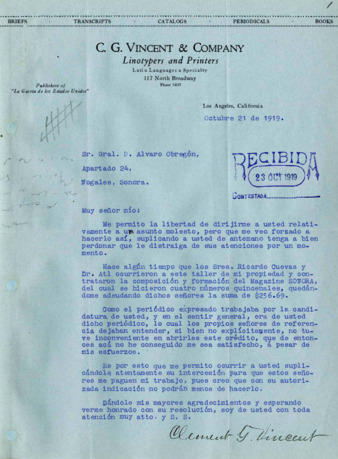 1
BRIEFS TRANSCRIPTS CATALOGS PERIODICALS BOOKS
C. G. VINCENT & COMPANY
Linotypers and Printers
Latin Languages a Specialty
117 North Broadway
Publishers of
"La Gaceta de los Estados Unidos"
Los Angeles, California
Octubre 21 de 1919.
Sr. Gral. D. Alvaro Obregón,
Apartado 24.
Nogales, Sonora.
RECIBIDA
23 OCT 1919
CONTESTADA
Muy señor mío:
Me permito la libertad de dirijirme a usted relati-
vamente a un asunto molesto, pero que me veo forzado a
hacerlo así, suplicando a usted de antemano tenga a bien
perdonar que le distraiga de sus atenciones por un mo-
mento.
Hace algún tiempo que los Sres. Ricardo Cuevas y
Dr. Atl ocurrieron a este taller de mi propiedad y con-
trataron la composición y formación del Magazine SONORA,
del cual se hicieron cuatro números quincenales, quedán-
dome adeudando dichos señores la suma de $256.69.
Como el periódico expresado trabajaba por la candi-
datura de usted, y en el sentir general, era de usted
dicho periódico, lo cual los propios señores de referen-
cia dejaban entender, si bien no explícitamente, no tu-
ve inconveniente en abrirles este crédito, que de enton-
ces acá no he conseguido me sea satisfecho, a pesar de
mis esfuerzos.
Es por esto que me permito ocurrir a usted supli-
cándole atentamente su intercesión para que estos seño-
res me paguen mi trabajo, pues creo que son su autori-
zada indicación no podrán menos de hacerlo.
Dándole mis mayores agradecimientos y esperando
verme honrado con su resolución, soy de usted con toda
atención muy atto. y S. S.
Clement G. Vincent